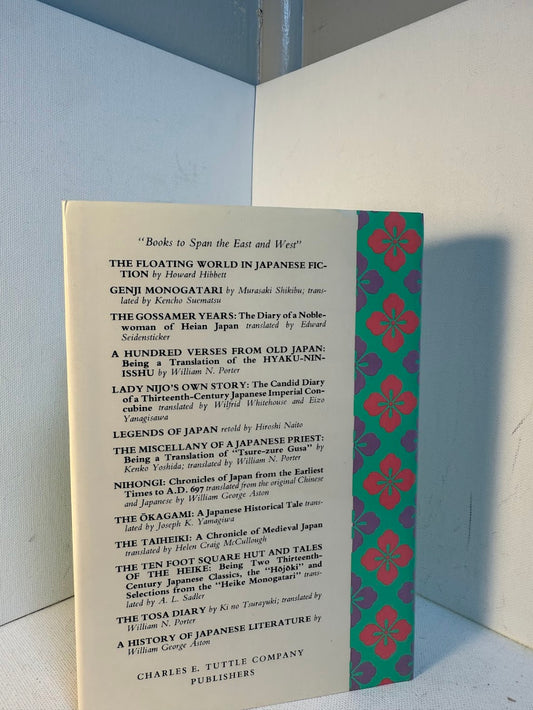 "Books to Span the East and West"
THE FLOATING WORLD IN JAPANESE FIC-
TION by Howard Hibbett
GENJI MONOGATARI by Murasaki Shikibu; trans-
lated by Kencho Suematsu
THE GOSSAMER YEARS: The Diary of a Noble-
woman of Heian Japan translated by Edward
Seidensticker
A HUNDRED VERSES FROM OLD JAPAN:
Being a Translation of the HYAKU-NIN-
ISSHU by William N. Porter
LADY NIJO'S OWN STORY: The Candid Diary
of a Thirteenth-Century Japanese Imperial Con-
cubine translated by Wilfrid Whitehouse and Eizo
Yanagisawa
LEGENDS OF JAPAN retold by Hiroshi Naito
THE MISCELLANY OF A JAPANESE PRIEST:
Being a Translation of "Tsure-zure Gusa" by
Kenko Yoshida; translated by William N. Porter
NIHONGI: Chronicles of Japan from the Earliest
Times to A.D. 697 translated from the original Chinese
and Japanese by William George Aston
THE ŌKAGAMI: A Japanese Historical Tale trans-
lated by Joseph K. Yamagiwa
THE TAIHEIKI: A Chronicle of Medieval Japan
translated by Helen Craig McCullough
THE TEN FOOT SQUARE HUT AND TALES
OF THE HEIKE: Being Two Thirteenth-
Century Japanese Classics, the "Hōjōki" and
Selections from the "Heike Monogatari" trans-
lated by A. L. Sadler
THE TOSA DIARY by Ki no Tsurayuki; translated by
William N. Porter
A HISTORY OF JAPANESE LITERATURE by
William George Aston
CHARLES E. TUTTLE COMPANY
PUBLISHERS